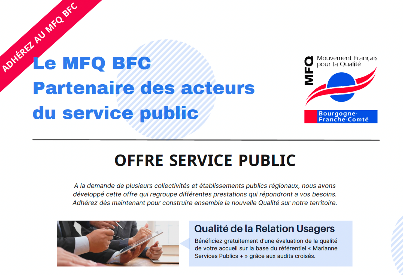 ADHÉREZ AU MFQ BFC
Le MFQ BFC
Partenaire des acteurs
du service public
MFQ
Mouvement Français
pour la Qualité
Bourgogne-
Franche-Comté
OFFRE SERVICE PUBLIC
A la demande de plusieurs collectivités et établissements publics régionaux, nous avons
développé cette offre qui regroupe différentes prestations qui répondront à vos besoins.
Adhérez dès maintenant pour construire ensemble la nouvelle Qualité sur notre territoire.
Qualité de la Relation Usagers
Bénéficiez gratuitement d'une évaluation de la qualité
de votre accueil sur la base du référentiel « Marianne
Services Publics + » grâce aux audits croisés.